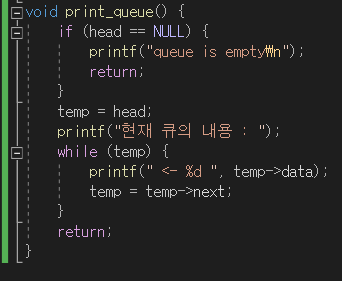 void print_queue() {
if (head == NULL) {
printf("queue is empty₩n");
return;
}
temp = head;
printf("현재 큐의 내용 : ");
while (temp) {
printf(" <- %d ", temp->data);
temp = temp->next;
}
return;
}